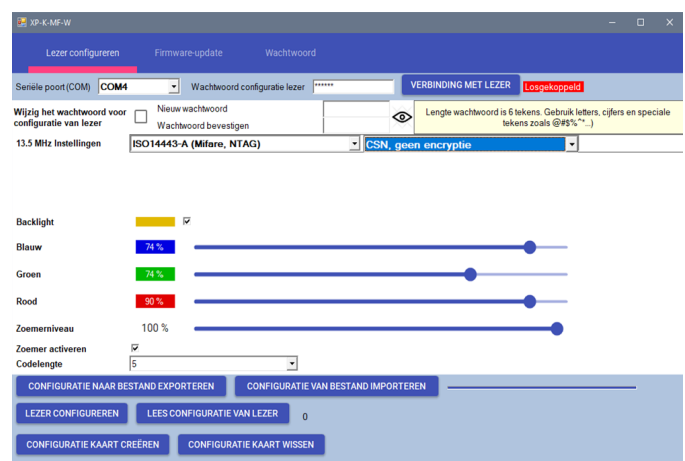 XP-K-MF-W
Lezer configureren Firmware-update Wachtwoord
Seriële poort (COM) COM4 Wachtwoord configuratie lezer ****** VERBINDING MET LEZER Losgekoppeld
Wijzig het wachtwoord voor configuratie van lezer
Nieuw wachtwoord
Wachtwoord bevestigen
Lengte wachtwoord is 6 tekens. Gebruik letters, cijfers en speciale
tekens zoals @#$%^*...)
13.5 MHz Instellingen ISO14443-A (Mifare, NTAG) CSN, geen encryptie
Backlight
Blauw 74 %
Groen 74 %
Rood 90 %
Zoemerniveau 100 %
Zoemer activeren
Codelengte 5
CONFIGURATIE NAAR BESTAND EXPORTEREN CONFIGURATIE VAN BESTAND IMPORTEREN
LEZER CONFIGUREREN LEES CONFIGURATIE VAN LEZER 0
CONFIGURATIE KAART CREËREN CONFIGURATIE KAART WISSEN